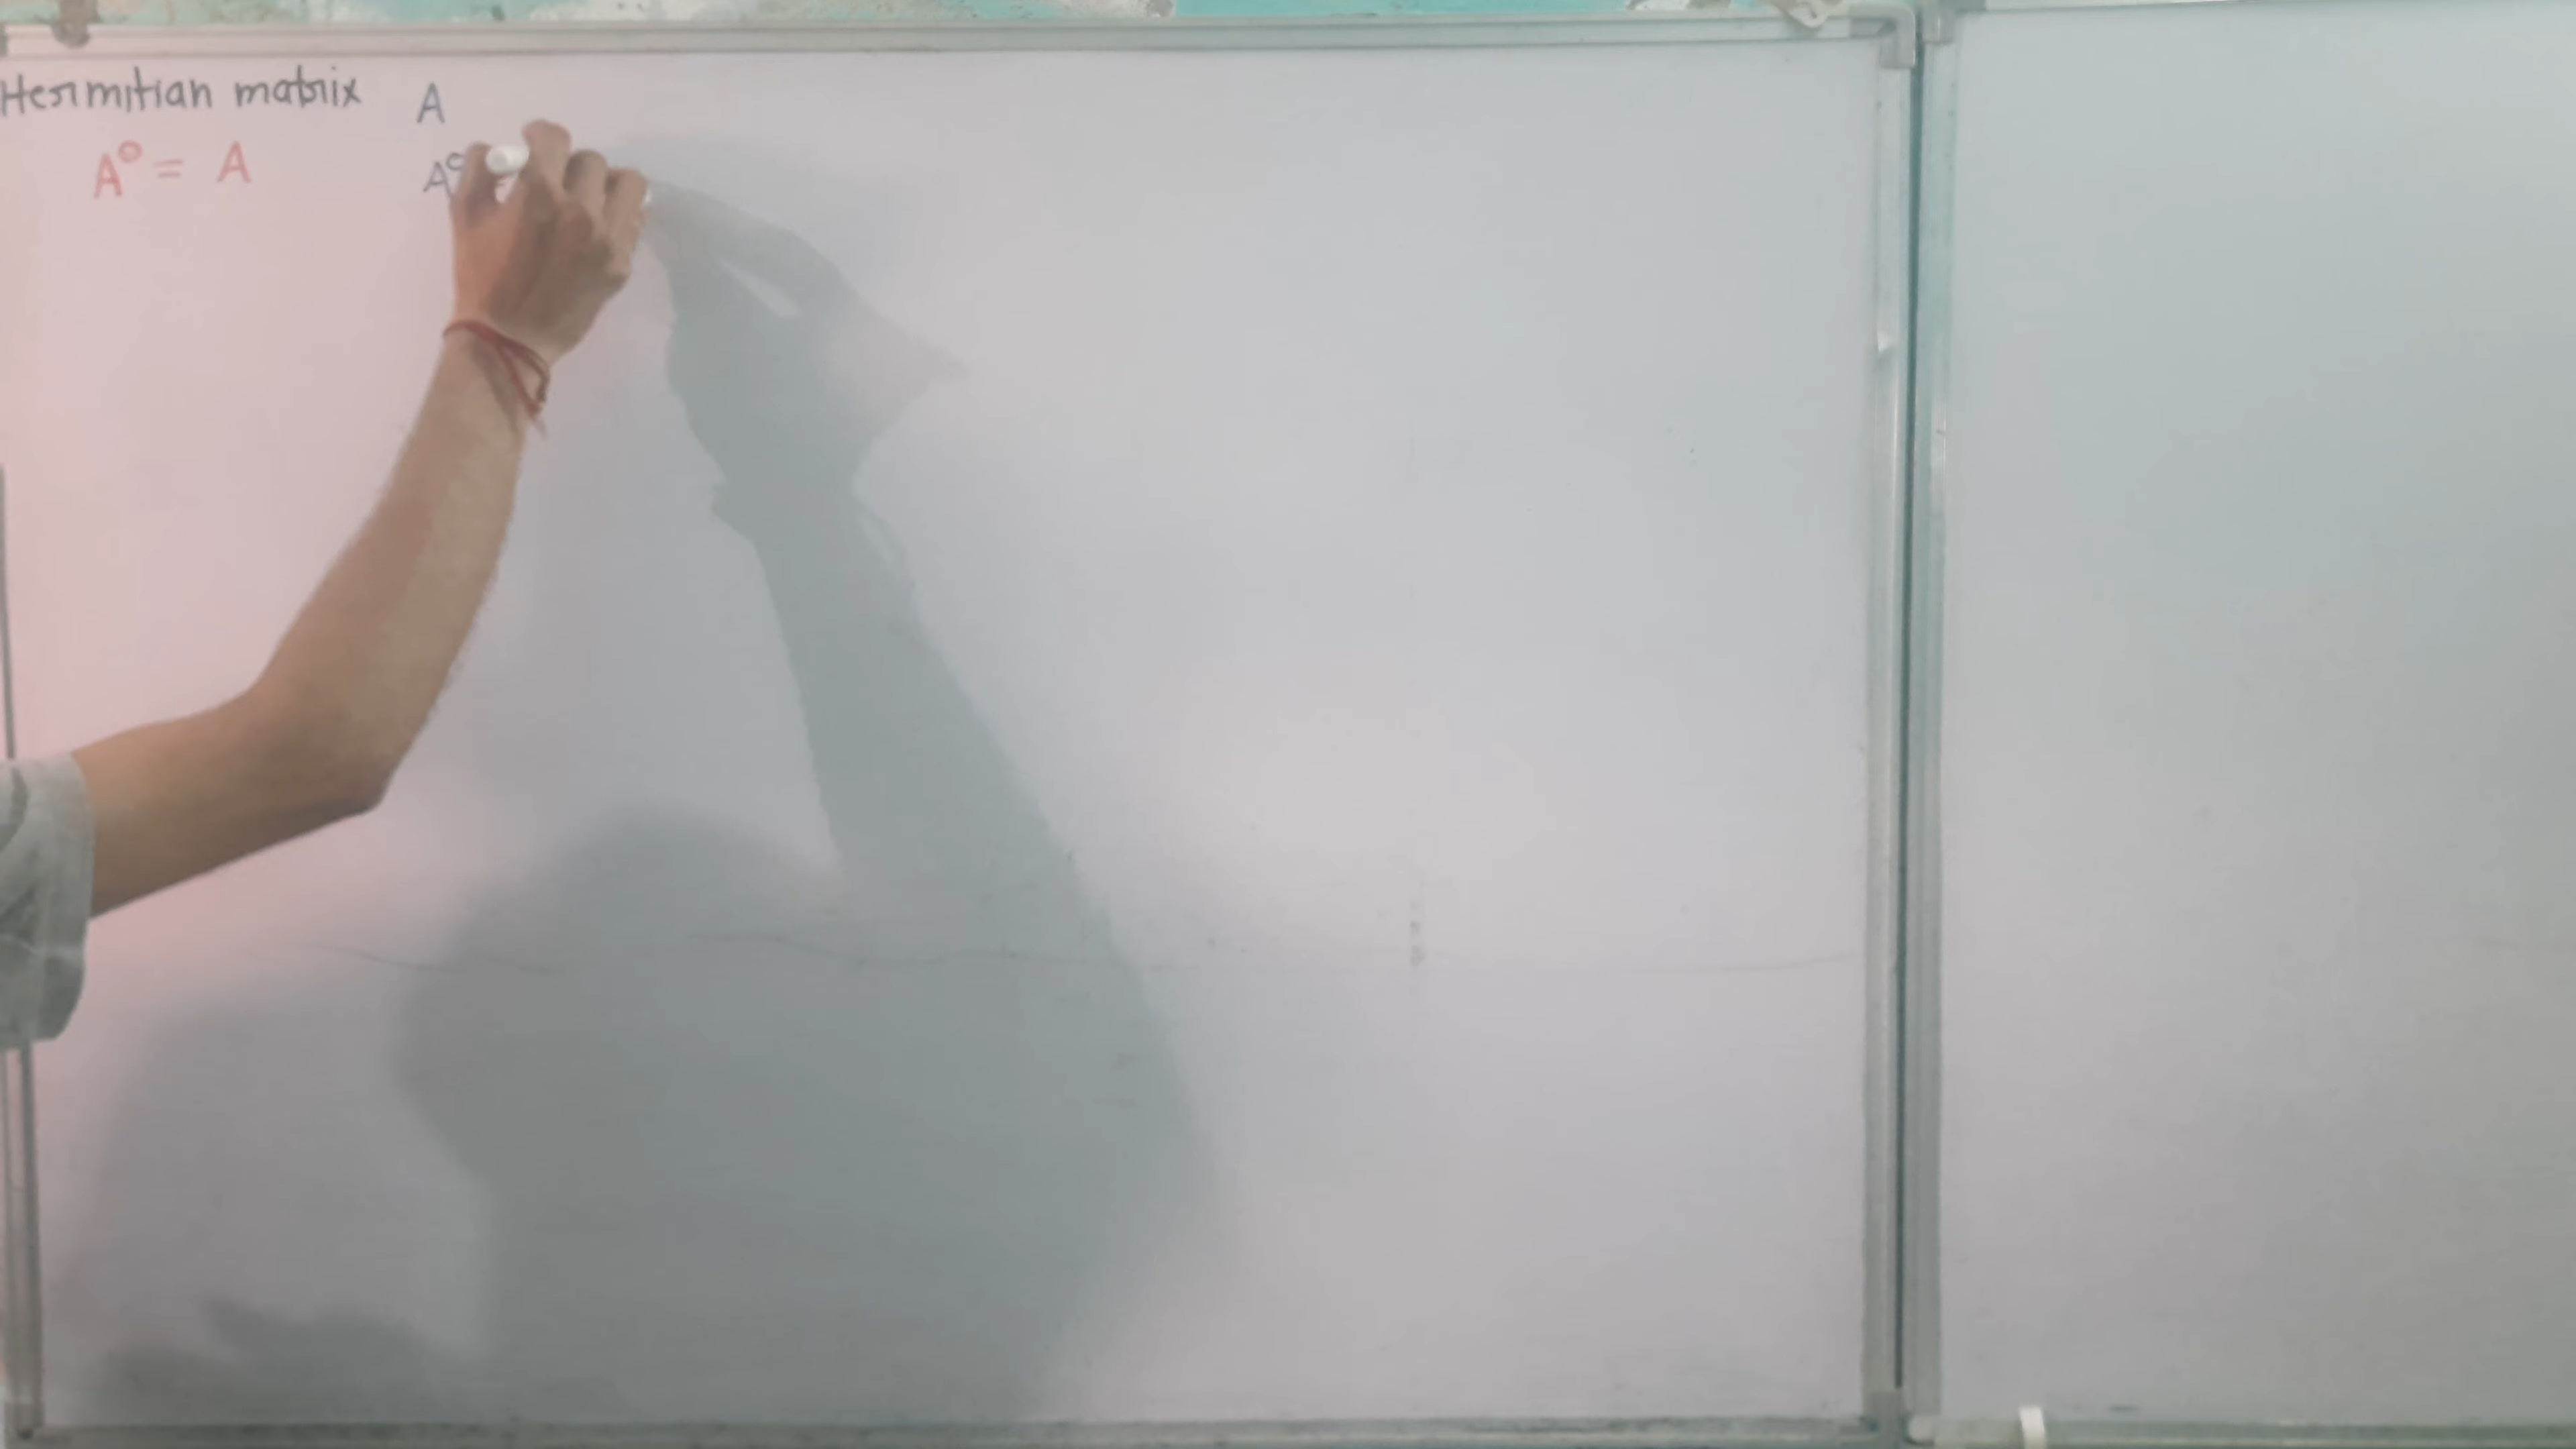 Hermitian matrix A
A° = A